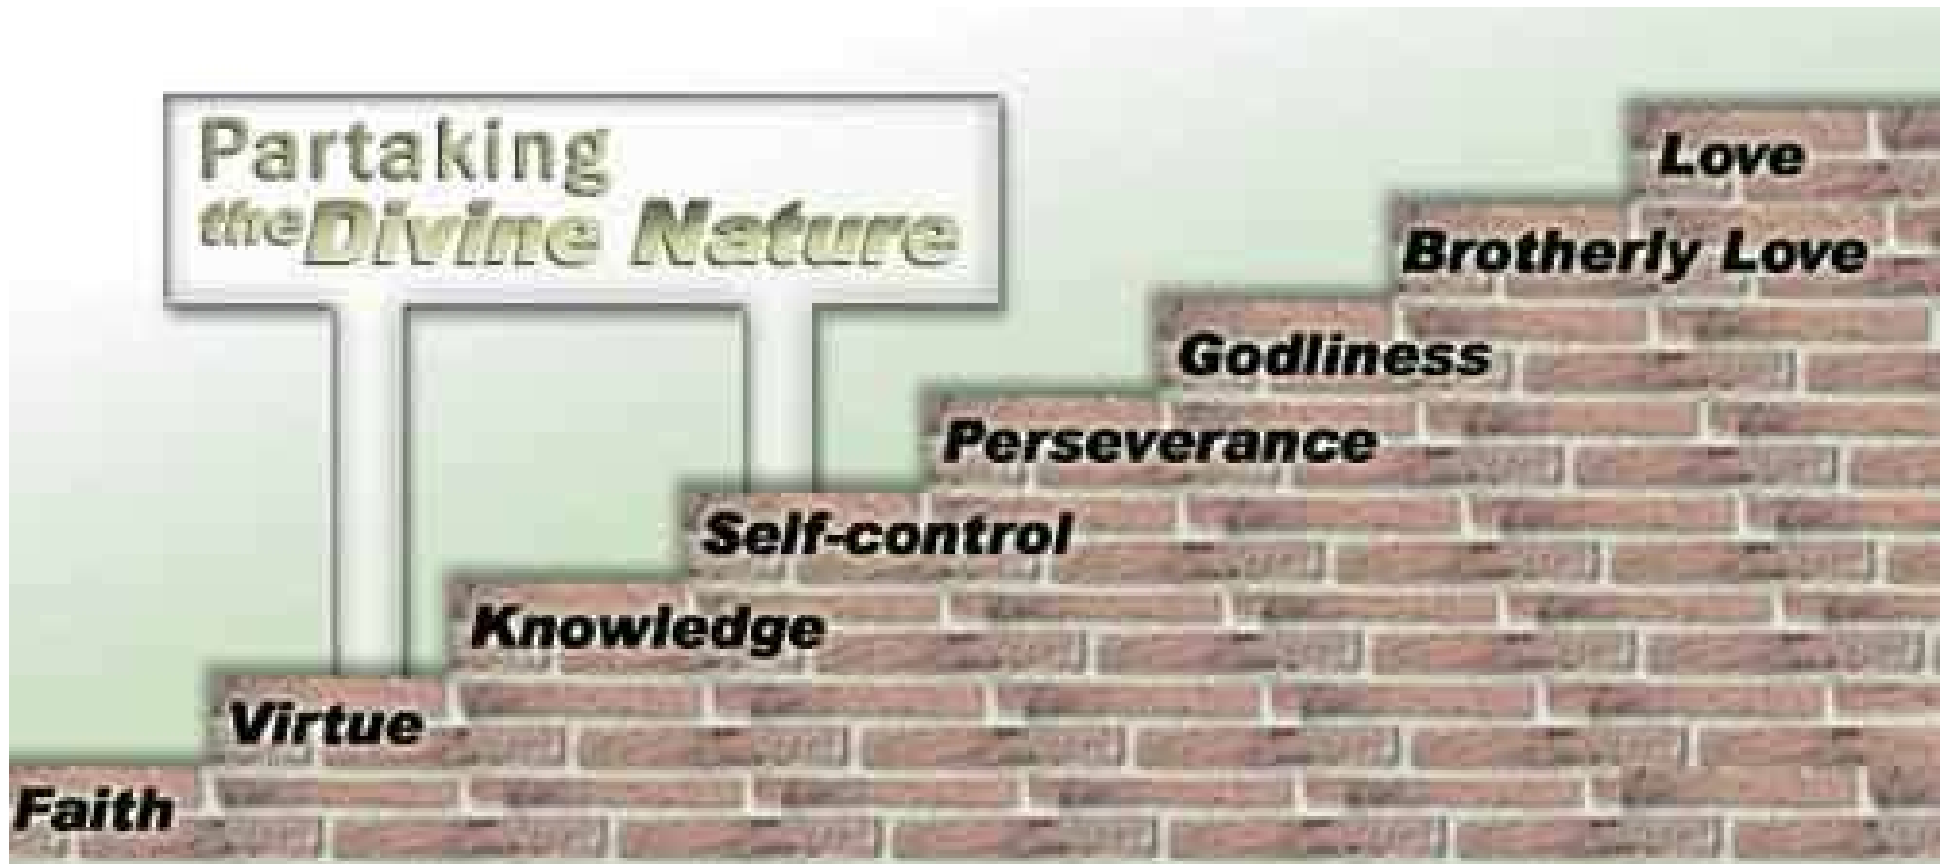 Partaking
the Divine Nature
Love
Brotherly Love
Godliness
Perseverance
Self-control
Knowledge
Virtue
Faith